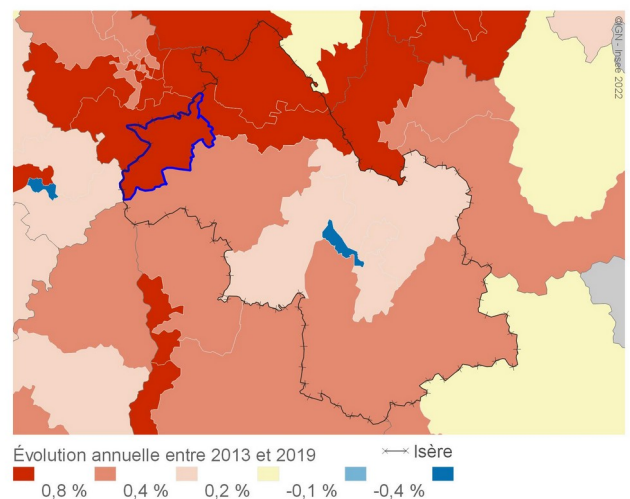 ©IGN - Insee 2022
Évolution annuelle entre 2013 et 2019 Isère
0,8 % 0,4 % 0,2 % -0,1 % -0,4 %